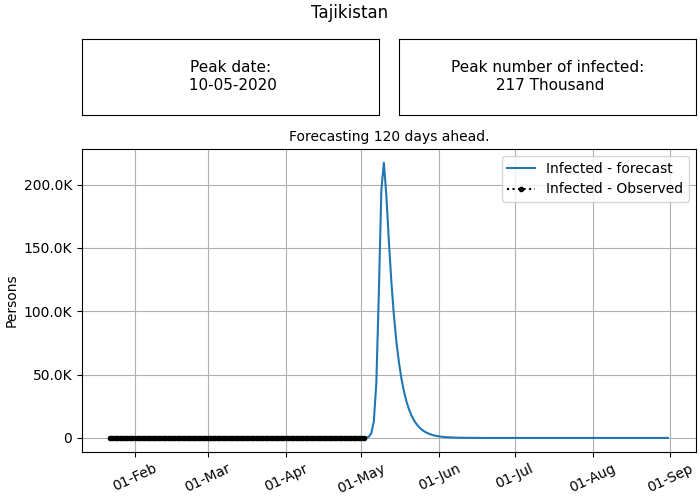 Tajikistan
Peak date:
10-05-2020
Peak number of infected:
217 Thousand
Forecasting 120 days ahead.
Infected - forecast
Infected - Observed
200.0K
150.0K
100.0K
50.0K
0
Persons
01-Feb
01-Mar
01-Apr
01-May
01-Jun
01-Jul
01-Aug
01-Sep